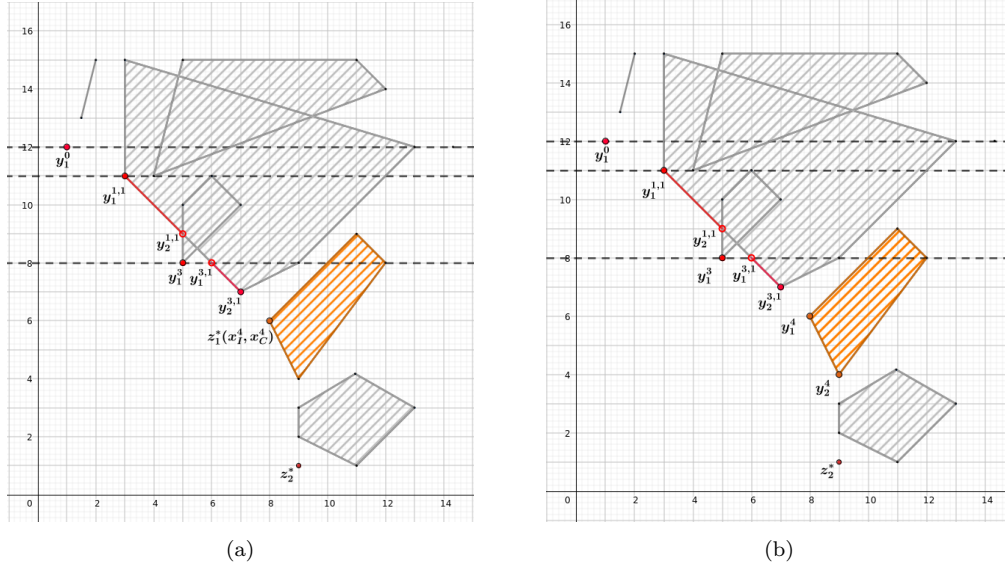 16
14
12
10
8
6
4
2
0
2
4
6
8
10
12
14
y_1^0
y_1^{1,1}
y_2^{1,1}
y_1^3
y_1^{3,1}
y_2^{3,1}
z_1^*(x_I^4, x_C^4)
z_2^*
(a)
16
14
12
10
8
6
4
2
0
2
4
6
8
10
12
14
y_1^0
y_1^{1,1}
y_2^{1,1}
y_1^3
y_1^{3,1}
y_2^{3,1}
y_1^4
y_2^4
z_2^*
(b)